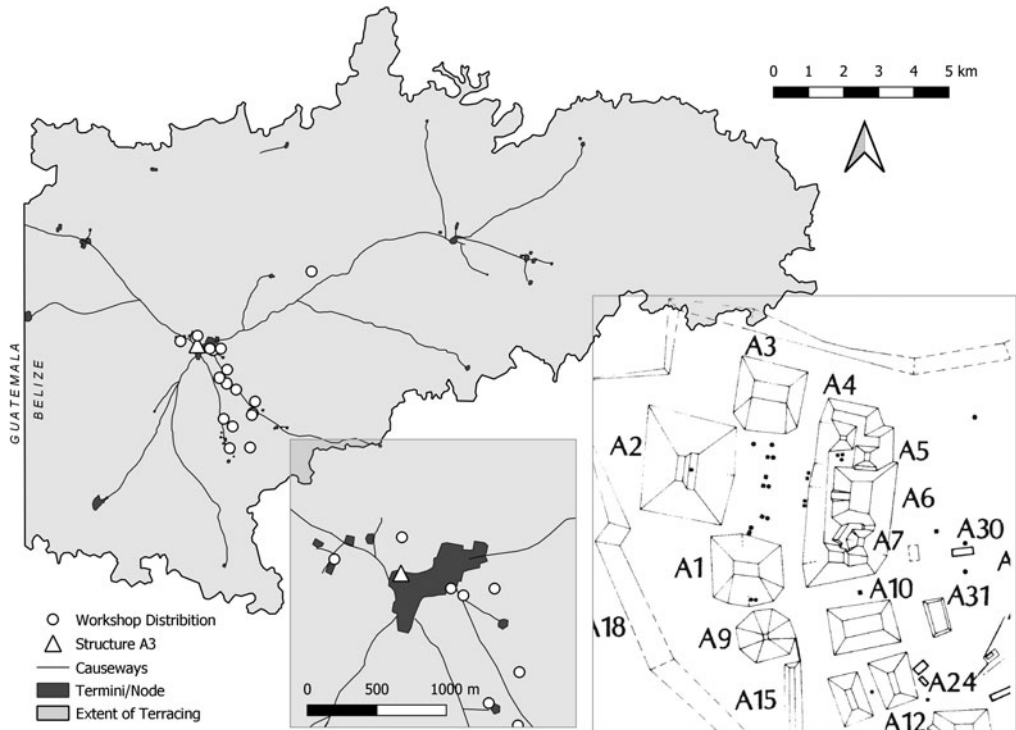 0 1 2 3 4 5 km
GUATEMALA
BELIZE
A3
A4
A2
A5
A6
A7
A30
A1
A10
A31
A18
A9
A24
A15
A12
Workshop Distribition
Structure A3
Causeways
Termini/Node
Extent of Terracing
0 500 1000 m